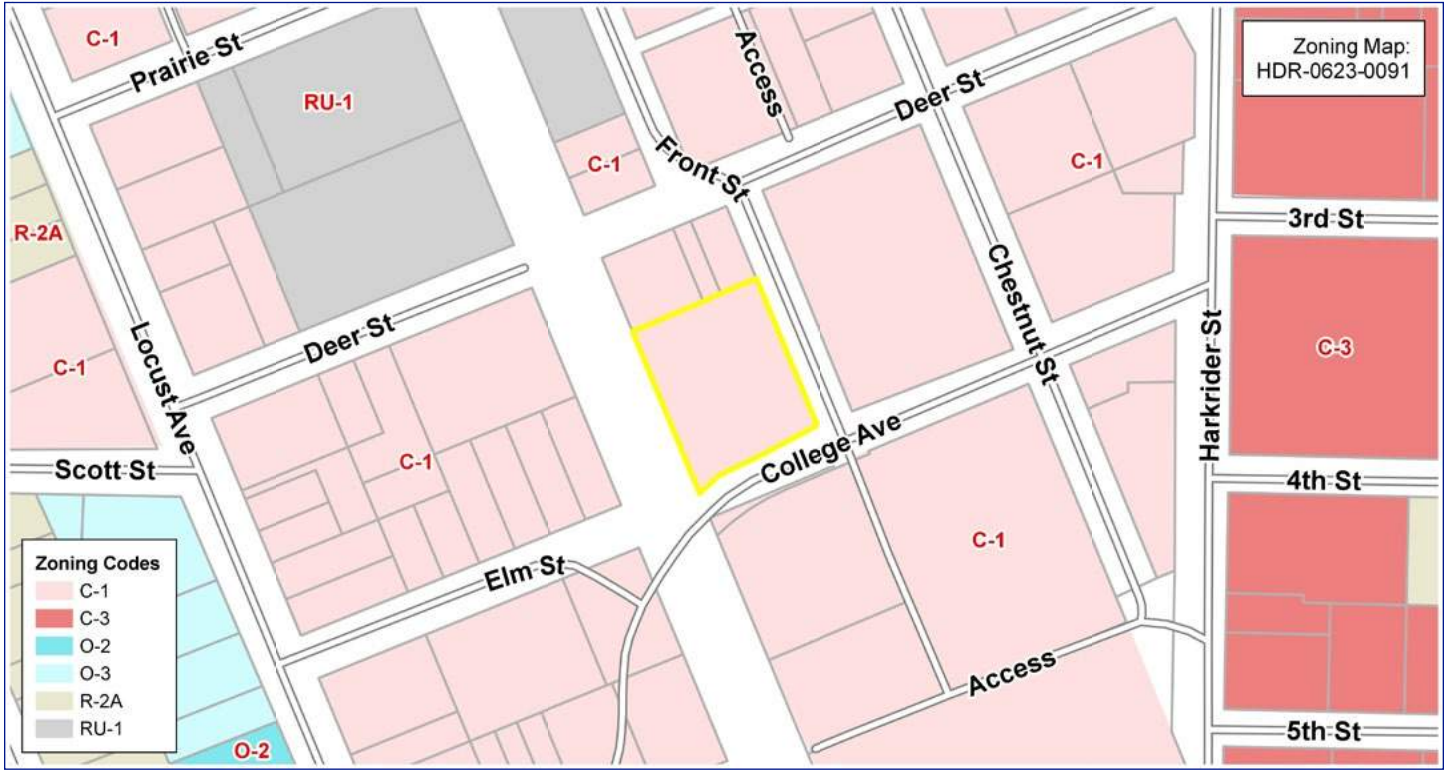 C-1
Prairie St
RU-1
Access
Deer St
Zoning Map:
HDR-0623-0091
Front St
C-1
C-1
3rd St
R-2A
Chestnut St
Locust Ave
Deer St
C-1
Harkrider St
C-3
C-1
College Ave
Scott St
4th St
C-1
Elm St
Zoning Codes
C-1
C-3
O-2
O-3
R-2A
RU-1
Access
5th St
O-2